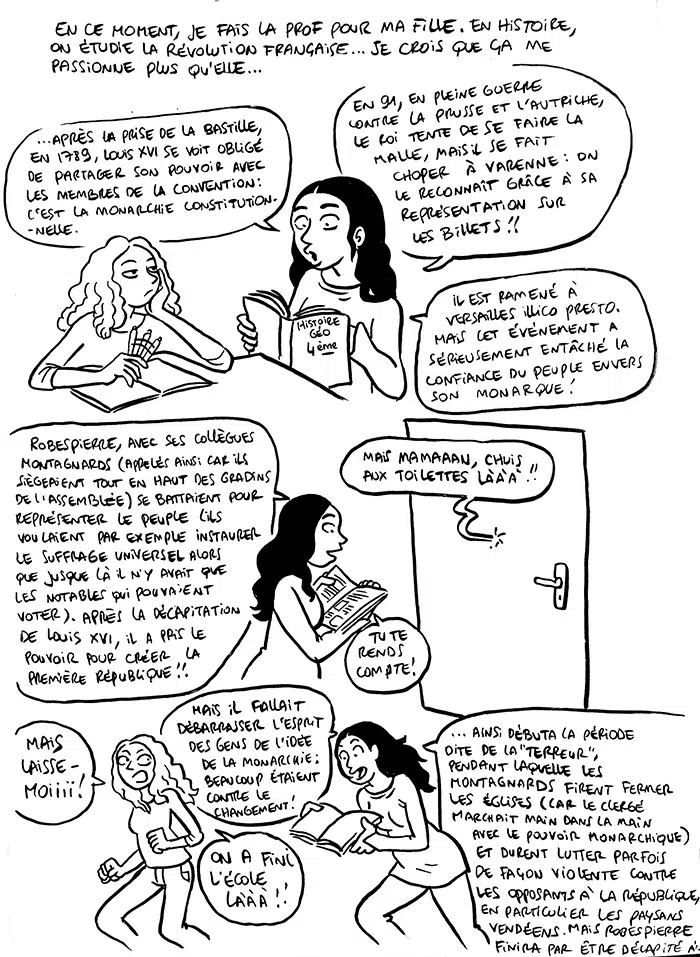 EN CE MOMENT, JE FAIS LA PROF POUR MA FILLE. EN HISTOIRE,
ON ÉTUDIE LA RÉVOLUTION FRANÇAISE... JE CROIS QUE ÇA ME
PASSIONNE PLUS QU'ELLE...
...APRÈS LA PRISE DE LA BASTILLE,
EN 1789, LOUIS XVI SE VOIT OBLIGÉ
DE PARTAGER SON POUVOIR AVEC
LES MEMBRES DE LA CONVENTION:
C'EST LA MONARCHIE CONSTITUTION-
-NELLE.
EN 91, EN PLEINE GUERRE
CONTRE LA PRUSSE ET L'AUTRICHE,
LE ROI TENTE DE SE FAIRE LA
MALLE, MAIS IL SE FAIT
CHOPER À VARENNE: ON
LE RECONNAÎT GRÂCE À SA
REPRÉSENTATION SUR
LES BILLETS!!
HISTOIRE
GÉO
4ème
IL EST RAMENÉ À
VERSAILLES ILLICO PRESTO.
MAIS CET ÉVÉNEMENT A
SÉRIEUSEMENT ENTÂCHÉ LA
CONFIANCE DU PEUPLE ENVERS
SON MONARQUE!
ROBESPIERRE, AVEC SES COLLÈGUES
MONTAGNARDS (APPELÉS AINSI CAR ILS
SIÉGEAIENT TOUT EN HAUT DES GRADINS
DE L'ASSEMBLÉE) SE BATTAIENT POUR
REPRÉSENTER LE PEUPLE (ILS
VOULAIENT PAR EXEMPLE INSTAURER
LE SUFFRAGE UNIVERSEL ALORS
QUE JUSQUE LÀ IL N'Y AVAIT QUE
LES NOTABLES QUI POUVAIENT
VOTER). APRÈS LA DÉCAPITATION
DE LOUIS XVI, IL A PRIS LE
POUVOIR POUR CRÉER LA
PREMIÈRE RÉPUBLIQUE!!
MAIS MAMAAAN, CHUIS
AUX TOILETTES LÀÀÀ!!
TU TE
RENDS
COMPTE!
MAIS
LAISSE-
MOIIII!
MAIS IL FALLAIT
DÉBARRASSER L'ESPRIT
DES GENS DE L'IDÉE
DE LA MONARCHIE:
BEAUCOUP ÉTAIENT
CONTRE LE
CHANGEMENT!
ON A FINI
L'ÉCOLE
LÀÀÀ!!
... AINSI DÉBUTA LA PÉRIODE
DITE DE LA "TERREUR",
PENDANT LAQUELLE LES
MONTAGNARDS FIRENT FERMER
LES ÉGLISES (CAR LE CLERGÉ
MARCHAIT MAIN DANS LA MAIN
AVEC LE POUVOIR MONARCHIQUE)
ET DURENT LUTTER PARFOIS
DE FAÇON VIOLENTE CONTRE
LES OPPOSANTS À LA RÉPUBLIQUE,
EN PARTICULIER LES PAYSANS
VENDÉENS. MAIS ROBESPIERRE
FINIRA PAR ÊTRE DÉCAPITÉ À..